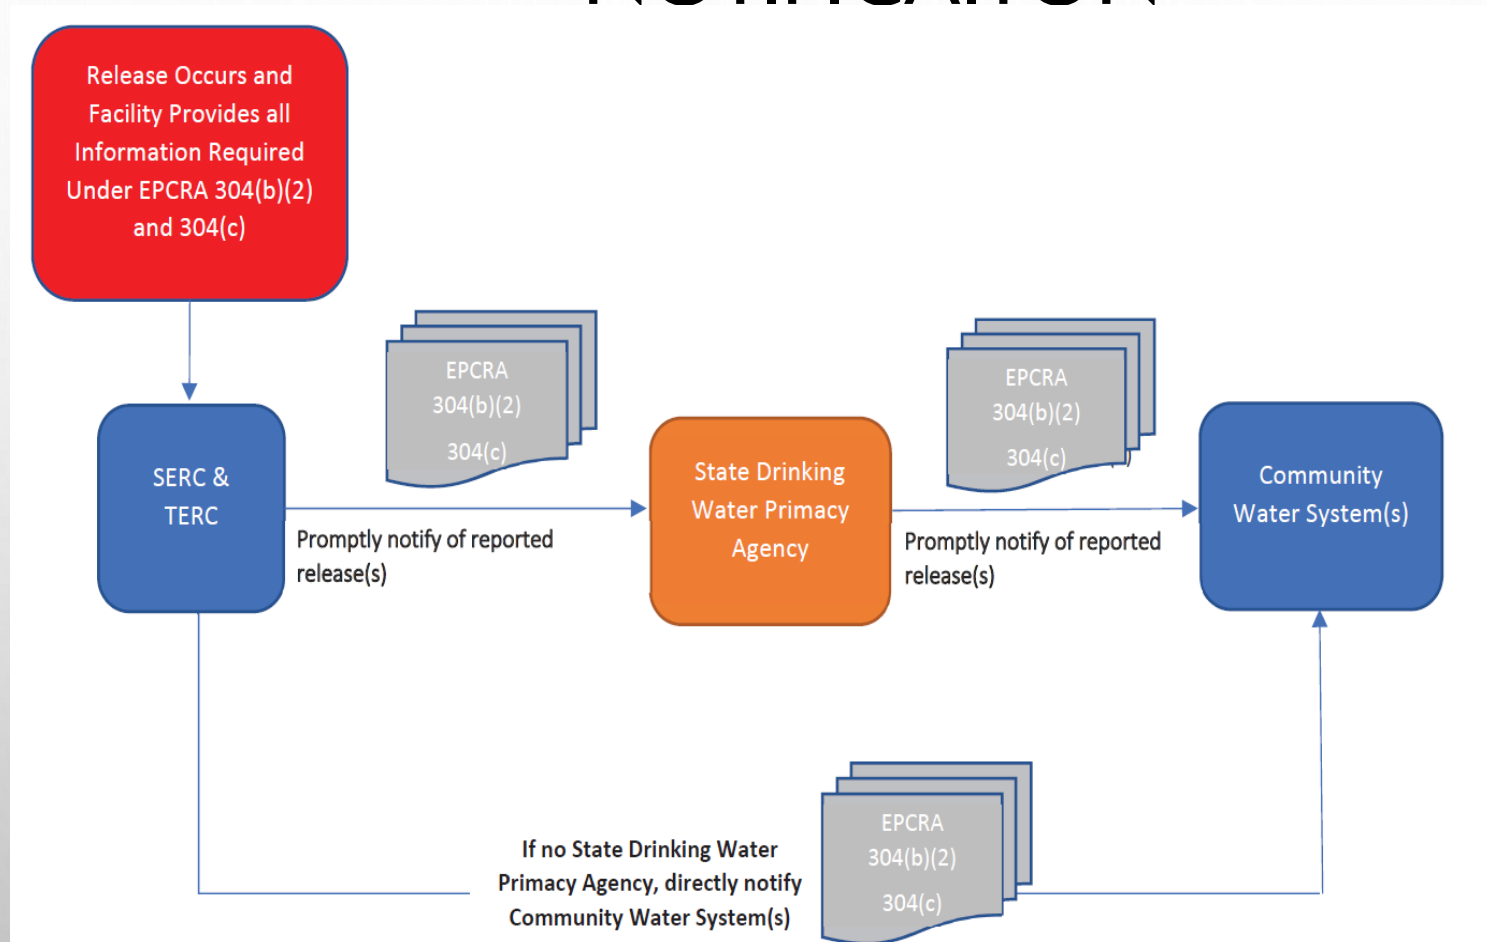 NOTIFICATION
Release Occurs and
Facility Provides all
Information Required
Under EPCRA 304(b)(2)
and 304(c)
EPCRA
304(b)(2)
304(c)
EPCRA
304(b)(2)
304(c)
SERC &
TERC
State Drinking
Water Primacy
Agency
Community
Water System(s)
Promptly notify of reported
release(s)
Promptly notify of reported
release(s)
If no State Drinking Water
Primacy Agency, directly notify
Community Water System(s)
EPCRA
304(b)(2)
304(c)